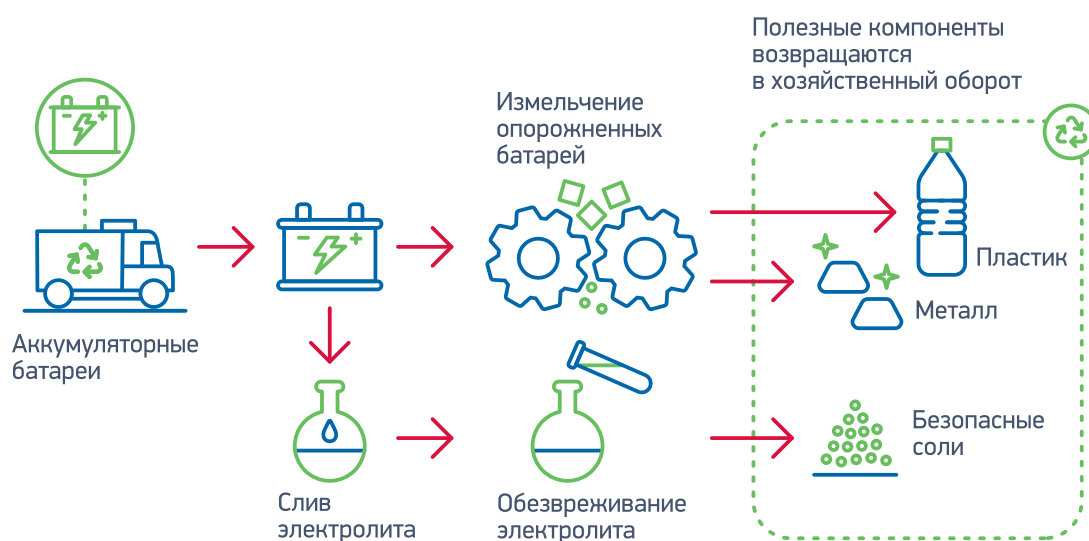 Полезные компоненты
возвращаются
в хозяйственный оборот
Измельчение
опорожненных
батарей
Пластик
Металл
Аккумуляторные
батареи
Безопасные
соли
Слив
электролита
Обезвреживание
электролита